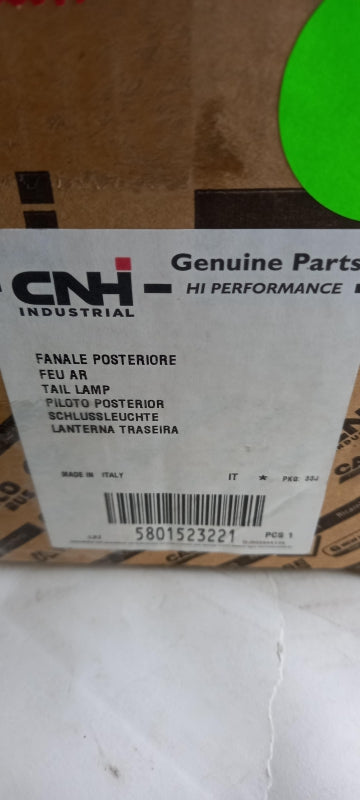 CNH
INDUSTRIAL
Genuine Parts
HI PERFORMANCE
FANALE POSTERIORE
FEU AR
TAIL LAMP
PILOTO POSTERIOR
SCHLUSSLEUCHTE
LANTERNA TRASEIRA
MADE IN ITALY IT * PKG: 33J
5801523221 PCS 1